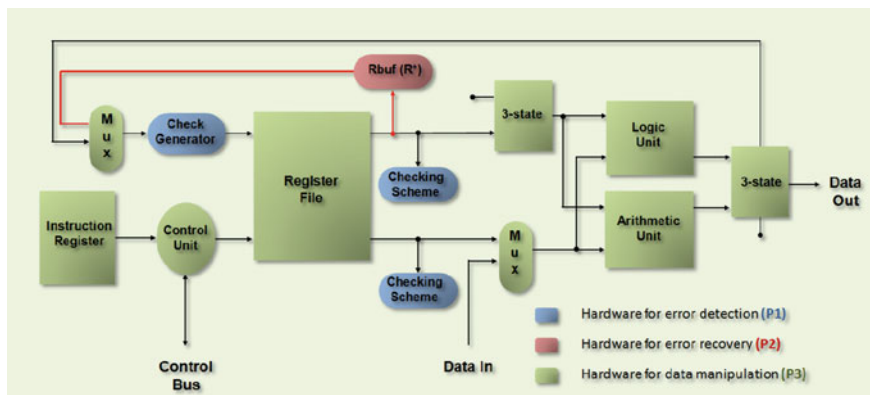 Rbuf (R*)
M
u
x
Check
Generator
Register
File
3-state
Logic
Unit
Checking
Scheme
3-state
Data
Out
Instruction
Register
Control
Unit
Arithmetic
Unit
M
u
x
Checking
Scheme
Control
Bus
Data In
Hardware for error detection (P1)
Hardware for error recovery (P2)
Hardware for data manipulation (P3)